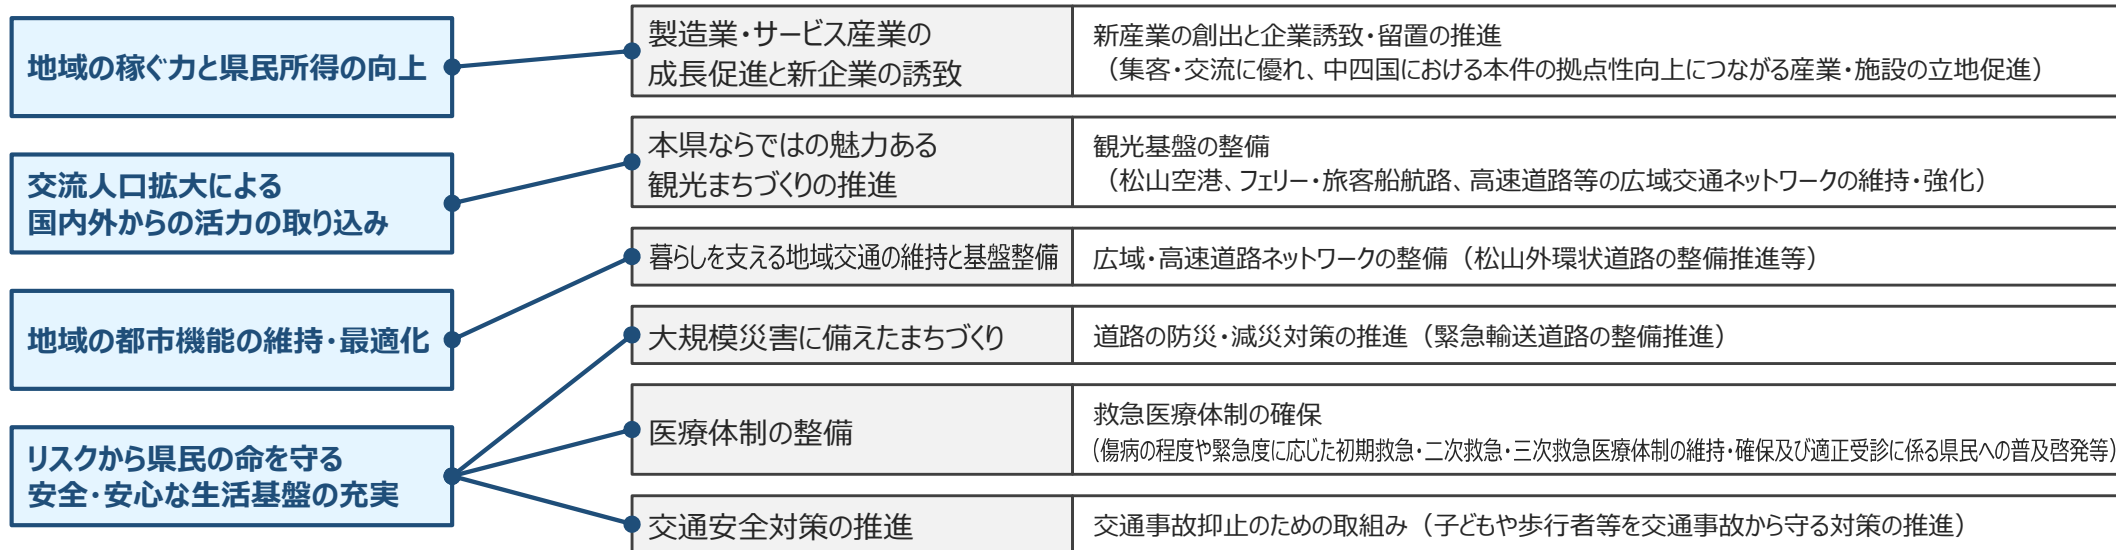 地域の稼ぐ力と県民所得の向上
製造業・サービス産業の
成長促進と新企業の誘致
新産業の創出と企業誘致・留置の推進
（集客・交流に優れ、中四国における本件の拠点性向上につながる産業・施設の立地促進）
交流人口拡大による
国内外からの活力の取り込み
本県ならではの魅力ある
観光まちづくりの推進
観光基盤の整備
（松山空港、フェリー・旅客船航路、高速道路等の広域交通ネットワークの維持・強化）
地域の都市機能の維持・最適化
暮らしを支える地域交通の維持と基盤整備
広域・高速道路ネットワークの整備（松山外環状道路の整備推進等）
リスクから県民の命を守る
安全・安心な生活基盤の充実
大規模災害に備えたまちづくり
道路の防災・減災対策の推進（緊急輸送道路の整備推進）
医療体制の整備
救急医療体制の確保
（傷病の程度や緊急度に応じた初期救急・二次救急・三次救急医療体制の維持・確保及び適正受診に係る県民への普及啓発等）
交通安全対策の推進
交通事故抑止のための取組み（子どもや歩行者等を交通事故から守る対策の推進）